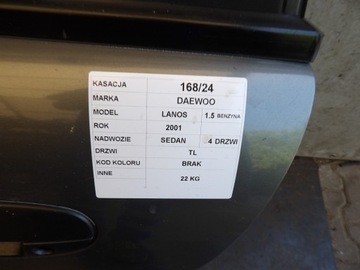 KASACJA 168/24
MARKA DAEWOO
MODEL LANOS 1.5 BENZYNA
ROK 2001
NADWOZIE SEDAN 4 DRZWI
DRZWI TL
KOD KOLORU BRAK
INNE 22 KG